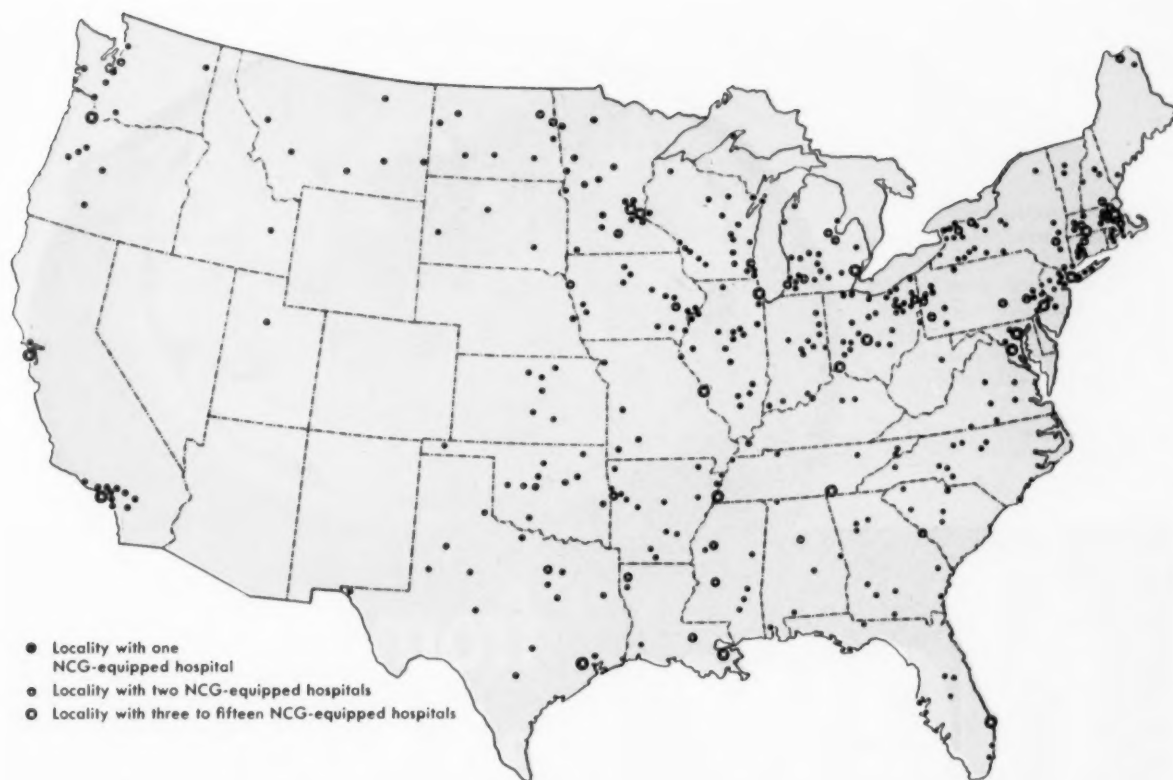 Locality with one
NCG-equipped hospital
Locality with two NCG-equipped hospitals
Locality with three to fifteen NCG-equipped hospitals